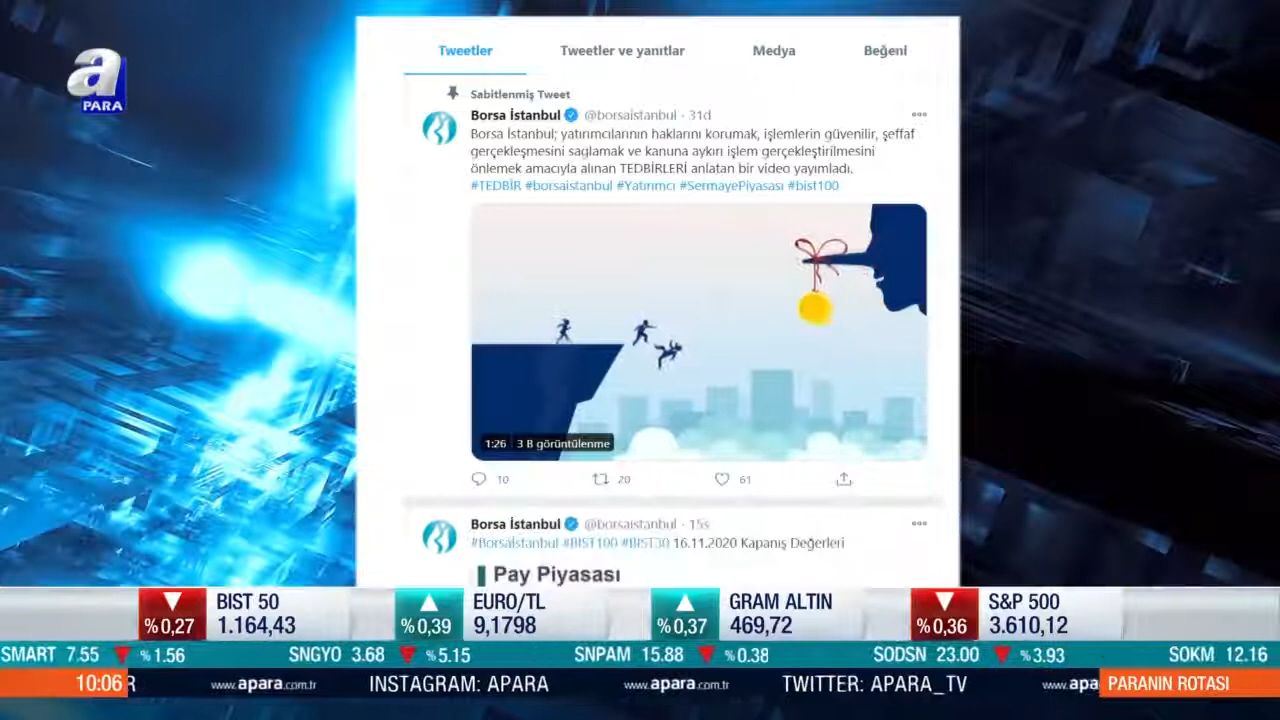 a
PARA
Tweetler Tweetler ve yanıtlar Medya Beğeni
Sabitlenmiş Tweet
Borsa İstanbul @borsaistanbul · 31d
Borsa İstanbul; yatırımcılarının haklarını korumak, işlemlerin güvenilir, şeffaf
gerçekleşmesini sağlamak ve kanuna aykırı işlem gerçekleştirilmesini
önlemek amacıyla alınan TEDBİRLERİ anlatan bir video yayımladı.
#TEDBİR #borsaistanbul #Yatırımcı #SermayePiyasası #bist100
1:26 3 B görüntülenme
10 20 61
Borsa İstanbul @borsaistanbul · 15s
#Borsaistanbul #BIST100 #BIST30 16.11.2020 Kapanış Değerleri
Pay Piyasası
BIST 50 EURO/TL GRAM ALTIN S&P 500
%0,27 1.164,43 %0,39 9,1798 %0,37 469,72 %0,36 3.610,12
SMART 7.55 %1.56 SNGYO 3.68 %5.15 SNPAM 15.88 %0.38 SODSN 23.00 %3.93 SOKM 12.16
10:06 R www.apara.com.tr INSTAGRAM: APARA www.apara.com.tr TWITTER: APARA_TV www.apa PARANIN ROTASI